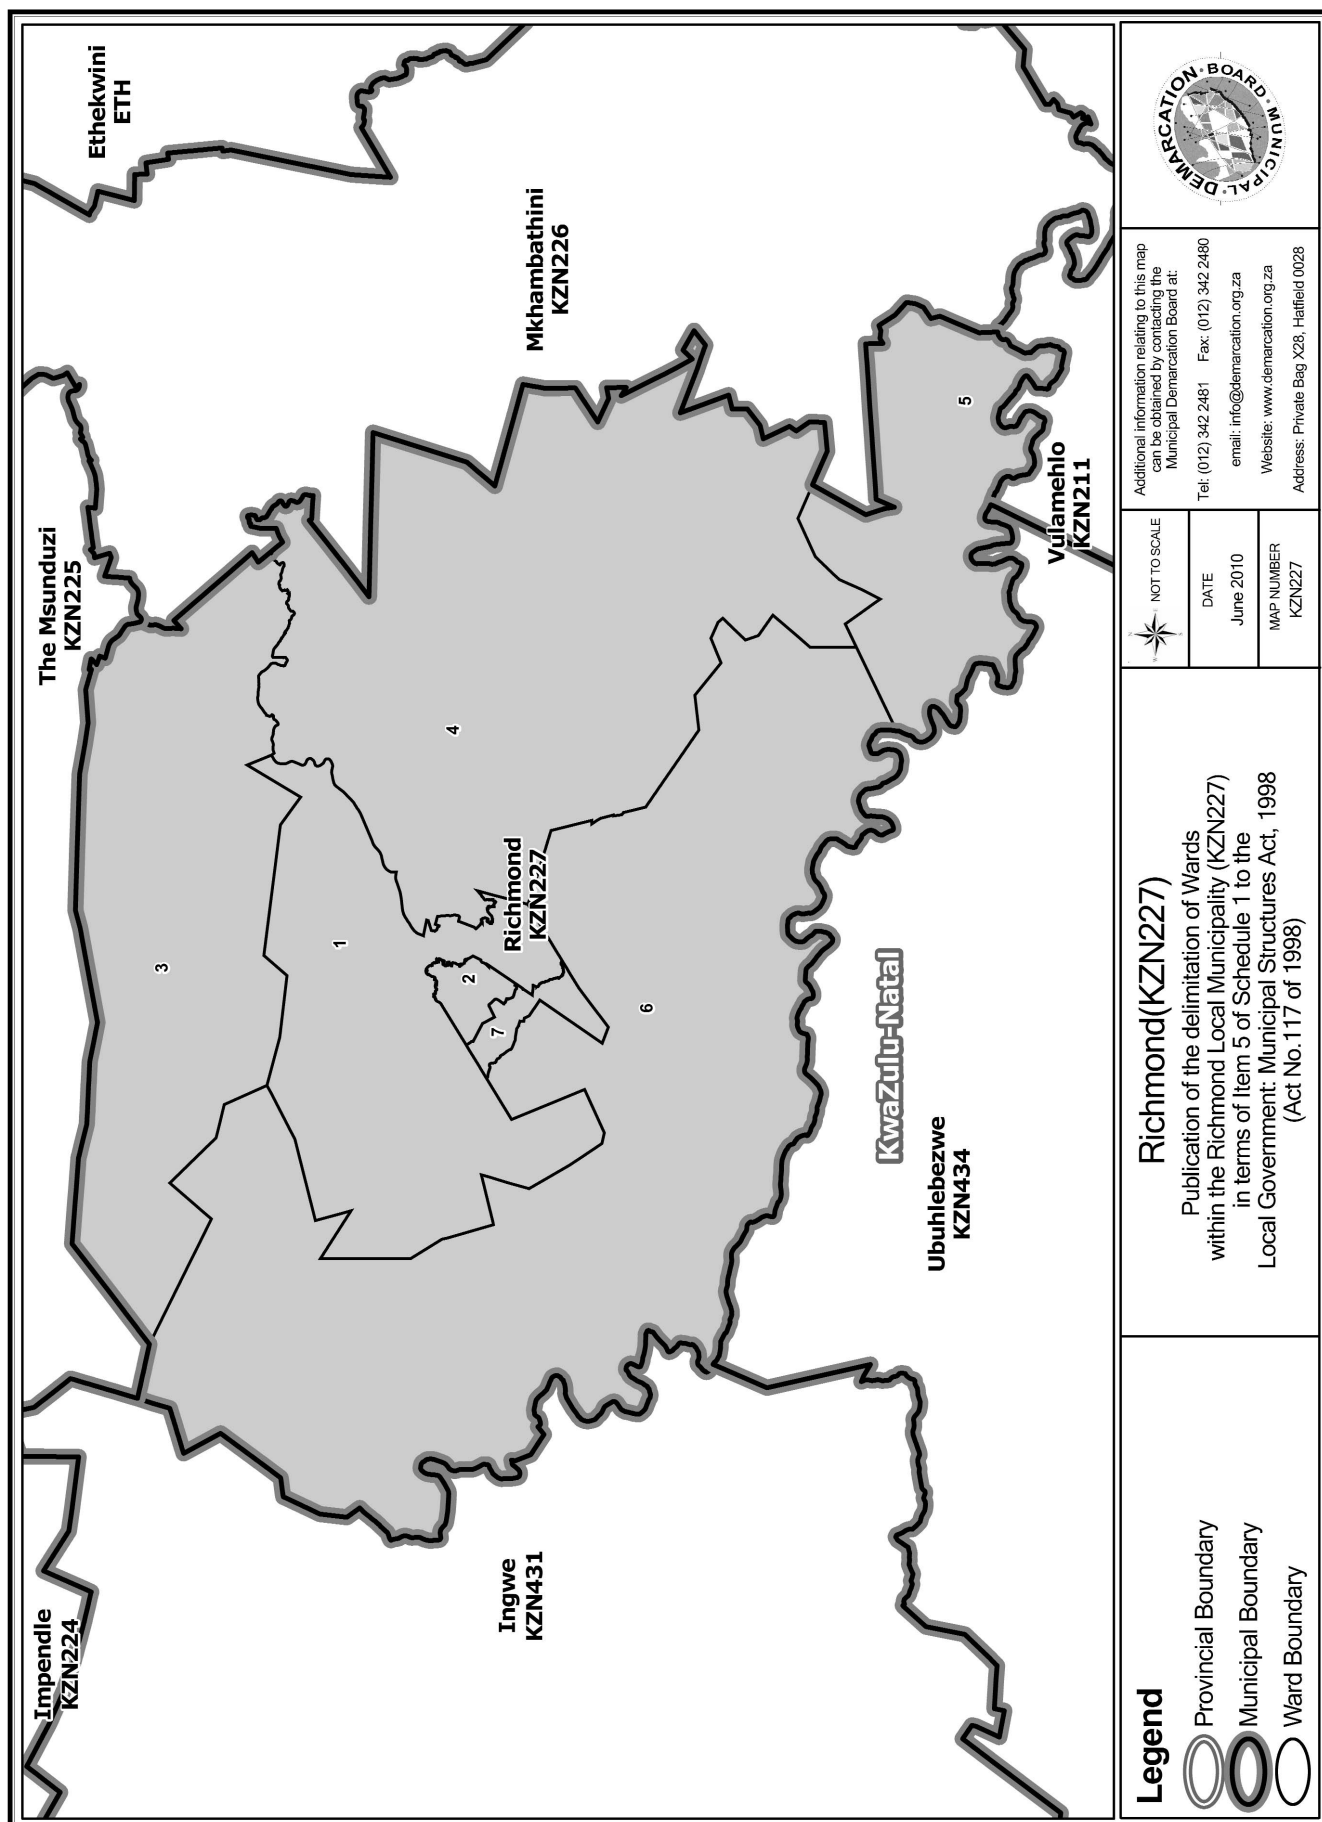 Impendle
KZN224
The Msunduzi
KZN225
Ethekwini
ETH
Mkhambathini
KZN226
Ingwe
KZN431
Richmond
KZN227
3
1
2
7
4
6
5
KwaZulu-Natal
Ubuhlebezwe
KZN434
Vulamehlo
KZN211
Legend
Provincial Boundary
Municipal Boundary
Ward Boundary
Richmond(KZN227)
Publication of the delimitation of Wards
within the Richmond Local Municipality (KZN227)
in terms of Item 5 of Schedule 1 to the
Local Government: Municipal Structures Act, 1998
(Act No.117 of 1998)
N
W
E
S
NOT TO SCALE
DATE
June 2010
MAP NUMBER
KZN227
Additional information relating to this map
can be obtained by contacting the
Municipal Demarcation Board at:
Tel: (012) 342 2481 Fax: (012) 342 2480
email: info@demarcation.org.za
Website: www.demarcation.org.za
Address: Private Bag X28, Hatfield 0028
MUNICIPAL · DEMARCATION · BOARD ·